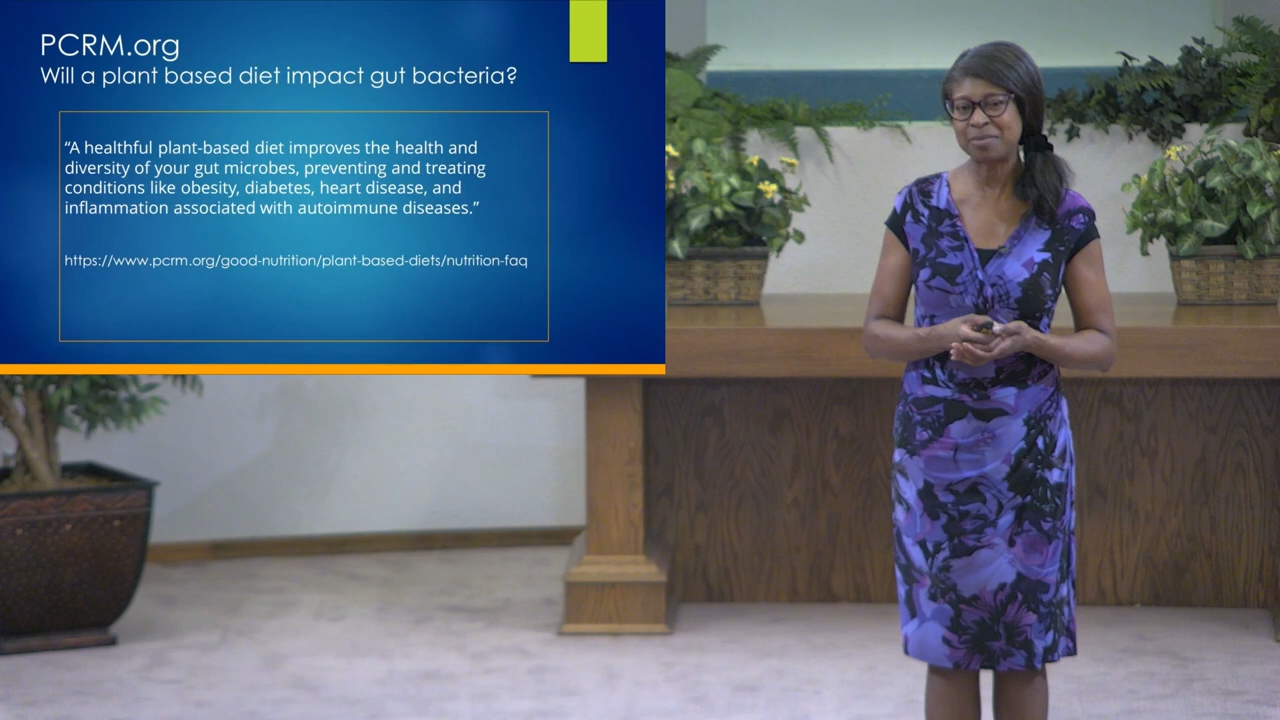 PCRM.org
Will a plant based diet impact gut bacteria?
“A healthful plant-based diet improves the health and
diversity of your gut microbes, preventing and treating
conditions like obesity, diabetes, heart disease, and
inflammation associated with autoimmune diseases.”
https://www.pcrm.org/good-nutrition/plant-based-diets/nutrition-faq